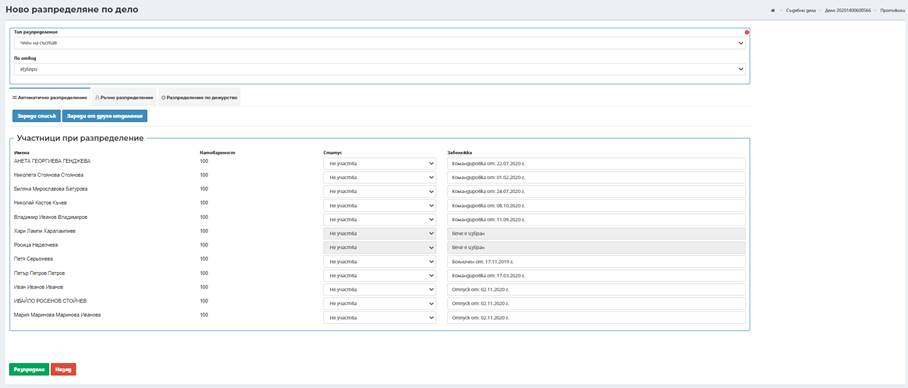 Ново разпределяне по дело
Съдебни дела Дело 20201400600566 Протоколи
Тип разпределение
Член на състав
По отвод
избери
Автоматично разпределение Ръчно разпределение Разпределение по дежурство
Зареди списък Зареди от друго отделение
Участници при разпределение
Имена Натовареност Статус Забележка
АНЕТА ГЕОРГИЕВА ГЕНДЖЕВА 100 Не участва Командировка от: 22.07.2020 г.
Николета Стоянова Стоянова 100 Не участва Командировка от: 01.02.2020 г.
Биляна Мирославова Батурова 100 Не участва Командировка от: 24.07.2020 г.
Николай Костов Кънев 100 Не участва Командировка от: 08.10.2020 г.
Владимир Иванов Владимиров 100 Не участва Командировка от: 11.09.2020 г.
Хари Лампи Харалампиев 100 Не участва Вече е избран
Росица Неделчева 100 Не участва Вече е избран
Петя Серьожева 100 Не участва Болничен от: 17.11.2019 г.
Петър Петров Петров 100 Не участва Командировка от: 17.03.2020 г.
Иван Иванов Иванов 100 Не участва Отпуск от: 02.11.2020 г.
ИВАЙЛО РОСЕНОВ СТОЙЧЕВ 100 Не участва Отпуск от: 02.11.2020 г.
Мария Маринова Маринова Иванова 100 Не участва Отпуск от: 02.11.2020 г.
Разпредели Назад